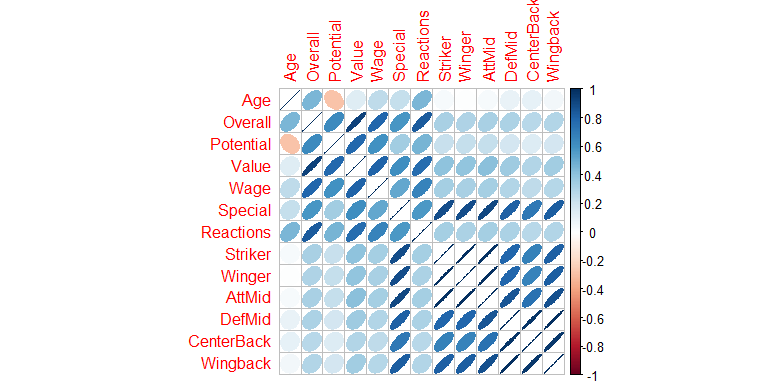 Age
Overall
Potential
Value
Wage
Special
Reactions
Striker
Winger
AttMid
DefMid
CenterBack
Wingback
Age
Overall
Potential
Value
Wage
Special
Reactions
Striker
Winger
AttMid
DefMid
CenterBack
Wingback
1
0.8
0.6
0.4
0.2
0
-0.2
-0.4
-0.6
-0.8
-1